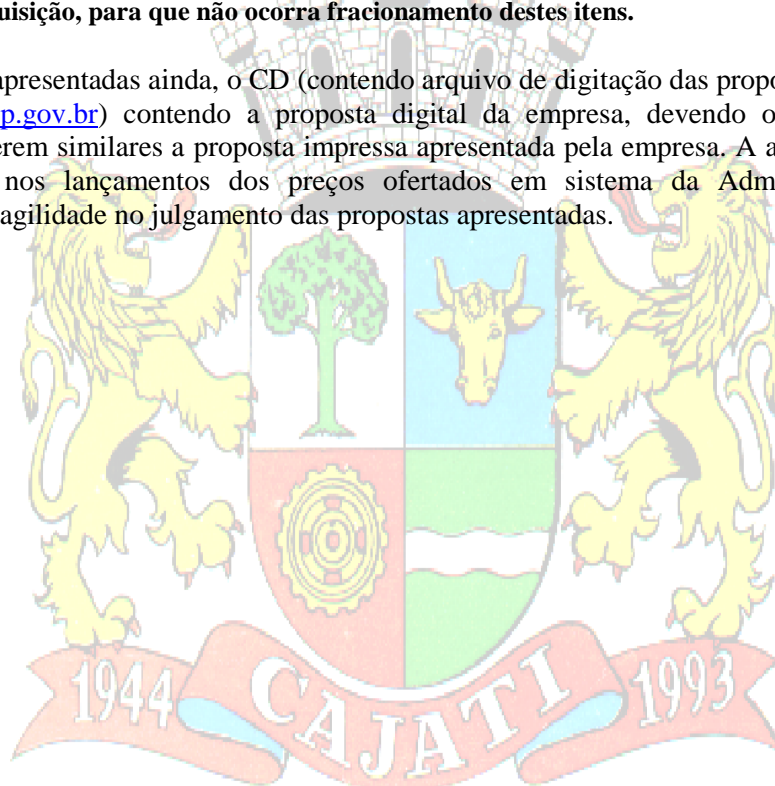 uisição, para que não ocorra fracionamento destes itens.
apresentadas ainda, o CD (contendo arquivo de digitação das propo
p.gov.br) contendo a proposta digital da empresa, devendo o
erem similares a proposta impressa apresentada pela empresa. A a
nos lançamentos dos preços ofertados em sistema da Adm
agilidade no julgamento das propostas apresentadas.
1944 CAJATI 1993